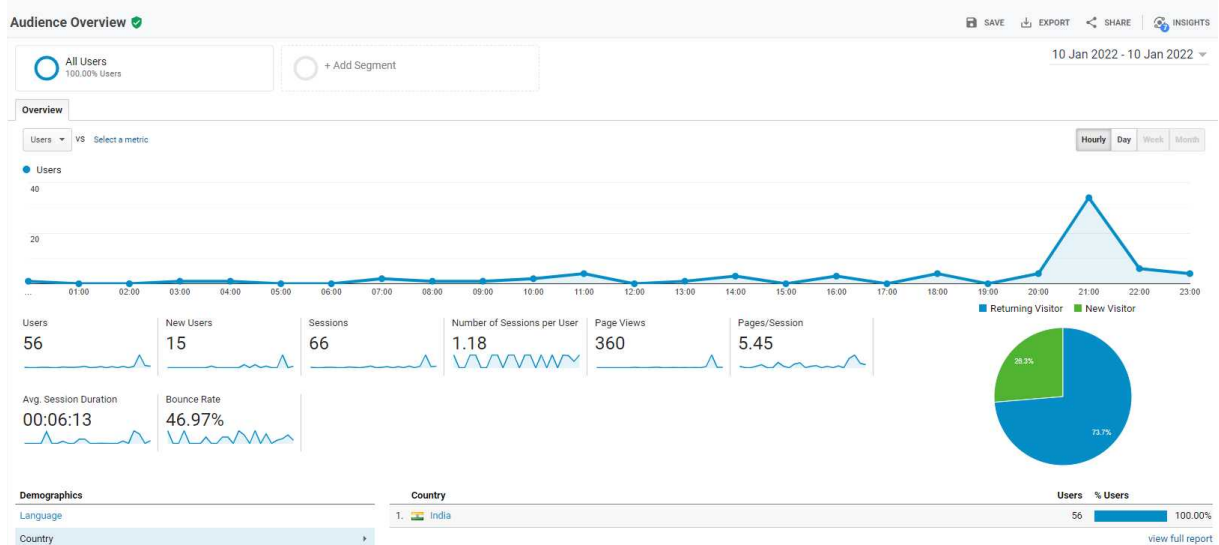 Audience Overview
SAVE EXPORT SHARE INSIGHTS
7
All Users
100.00% Users
+ Add Segment
10 Jan 2022 - 10 Jan 2022
Overview
Users VS Select a metric
Hourly Day Week Month
Users
40
20
... 01:00 02:00 03:00 04:00 05:00 06:00 07:00 08:00 09:00 10:00 11:00 12:00 13:00 14:00 15:00 16:00 17:00 18:00 19:00 20:00 21:00 22:00 23:00
Returning Visitor New Visitor
Users
56
New Users
15
Sessions
66
Number of Sessions per User
1.18
Page Views
360
Pages/Session
5.45
Avg. Session Duration
00:06:13
Bounce Rate
46.97%
26.3%
73.7%
Demographics
Language
Country
Country Users % Users
1. India 56 100.00%
view full report